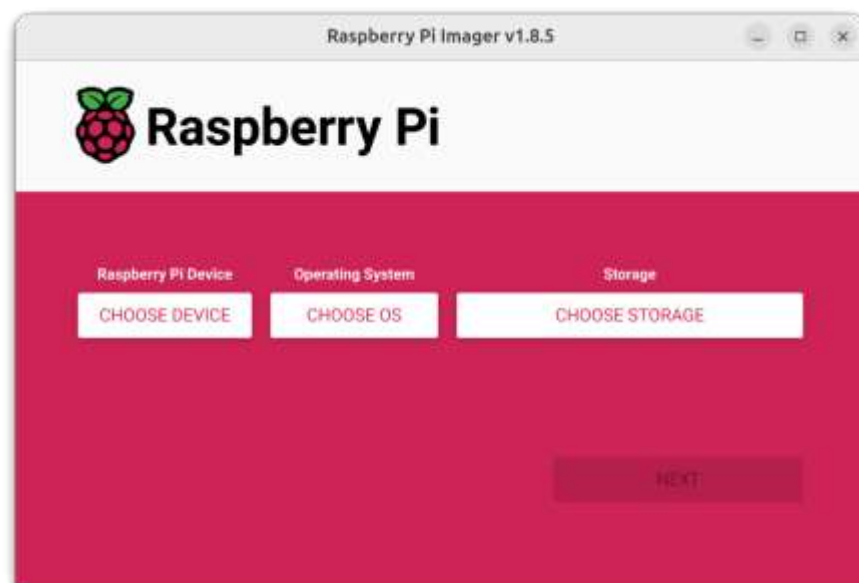 Raspberry Pi Imager v1.8.5
Raspberry Pi
Raspberry Pi Device
Operating System
Storage
CHOOSE DEVICE
CHOOSE OS
CHOOSE STORAGE
NEXT